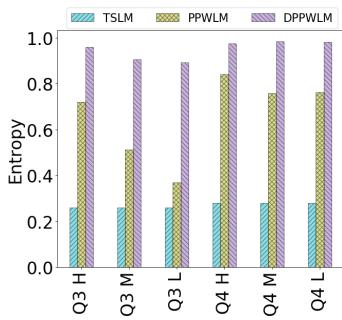 TSLM PPWLM DPPWLM
1.0
0.8
0.6
0.4
0.2
0.0
Entropy
Q3 H
Q3 M
Q3 L
Q4 H
Q4 M
Q4 L